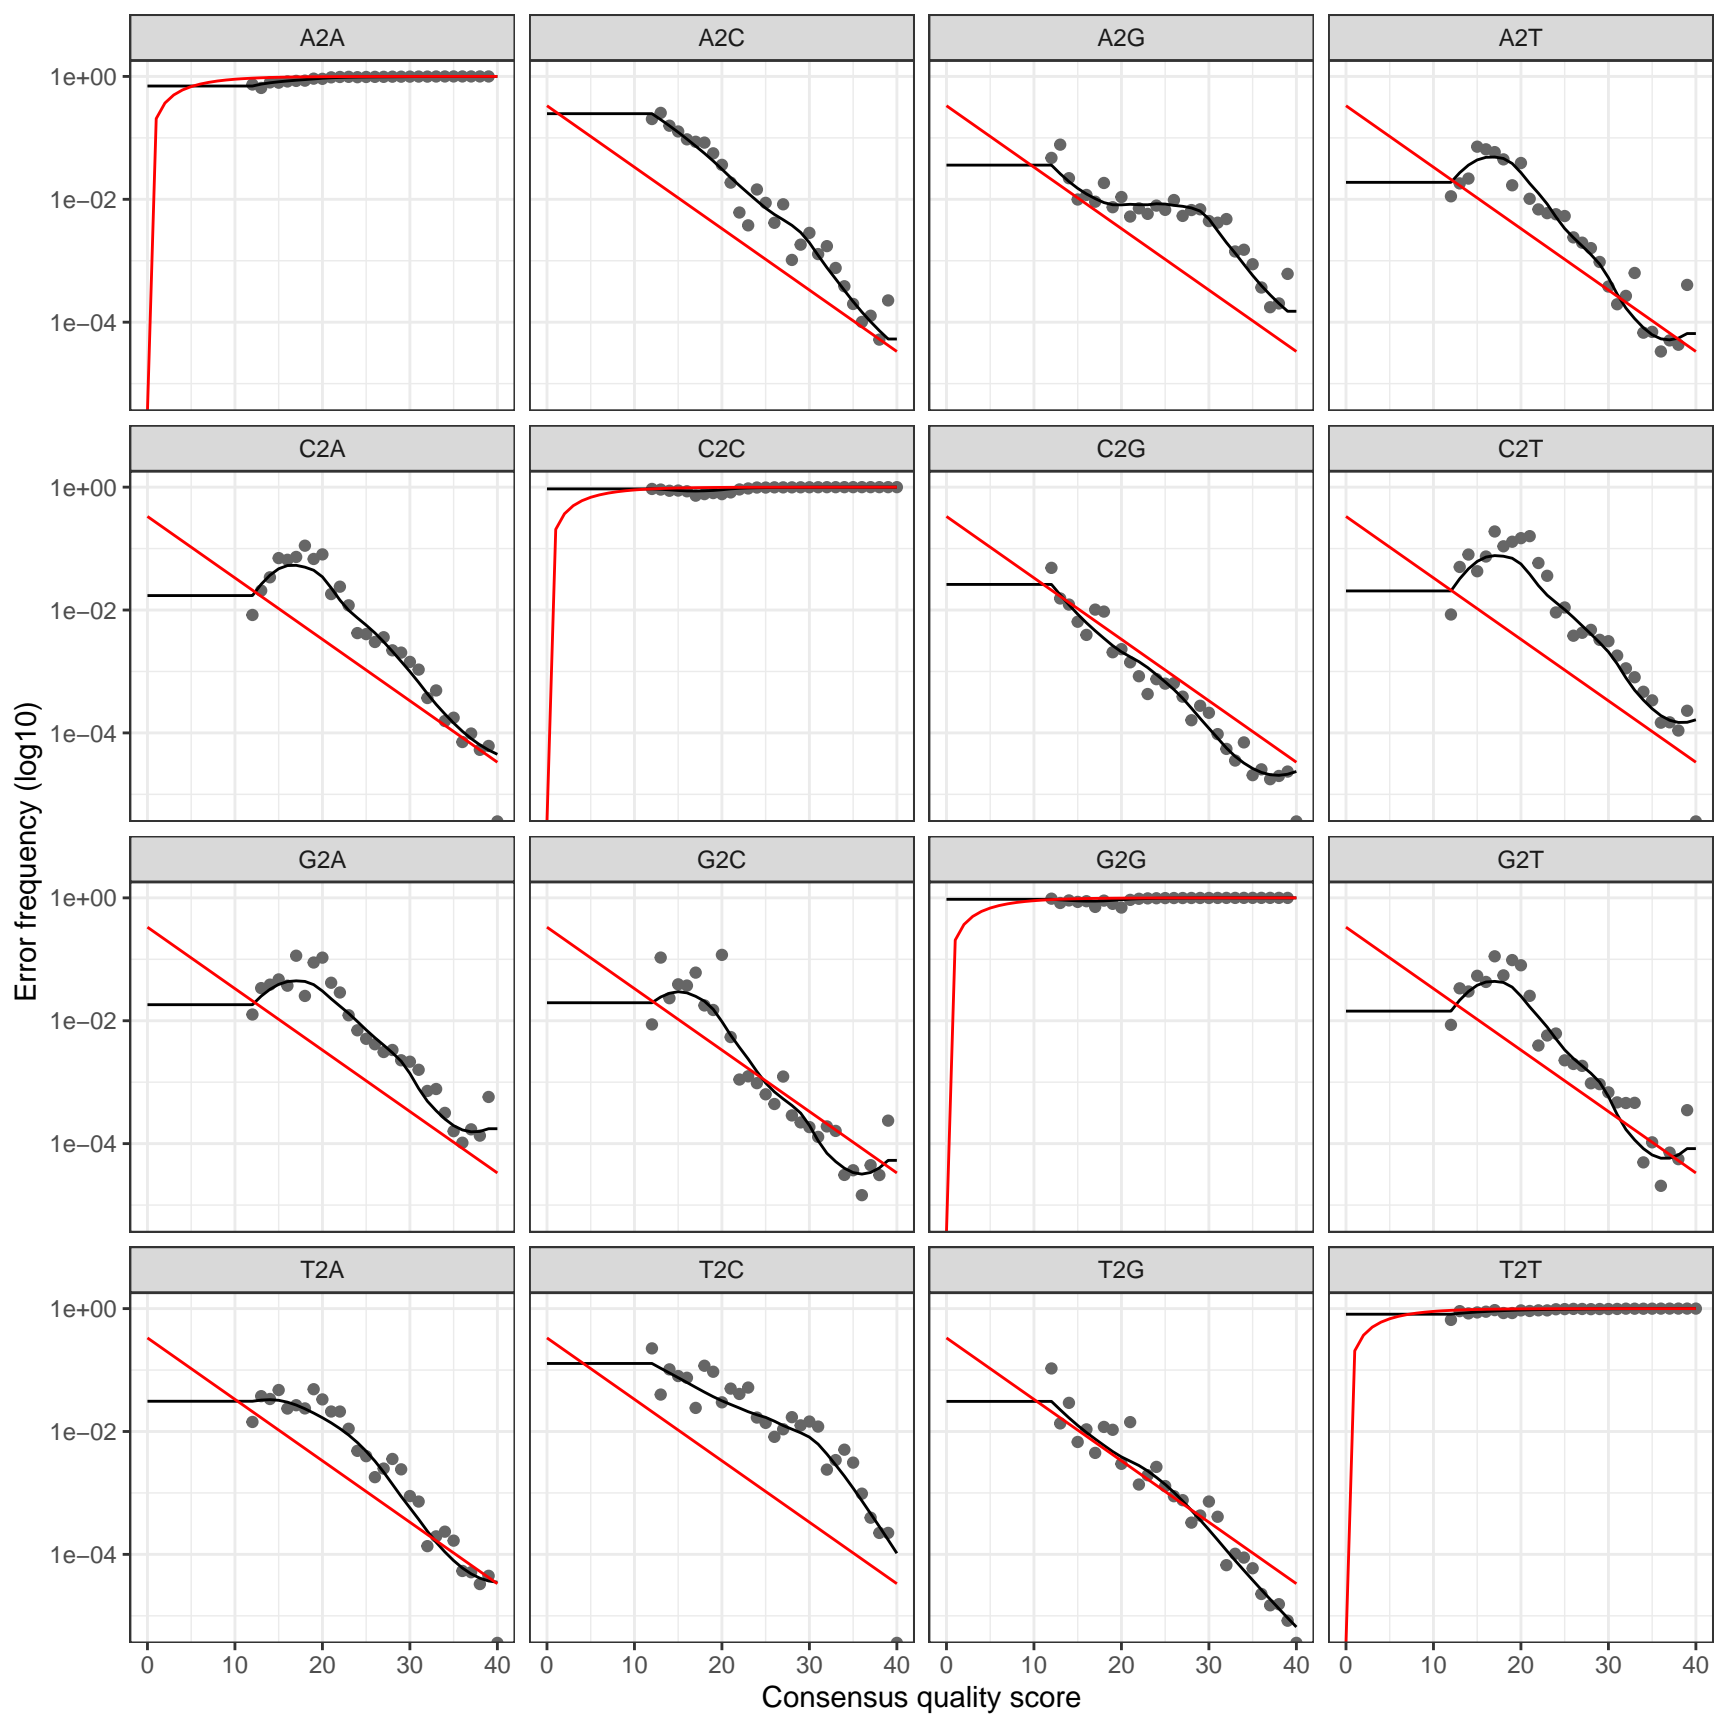 A2A A2C A2G A2T
1e+00
1e−02
1e−04
C2A C2C C2G C2T
1e+00
1e−02
1e−04
G2A G2C G2G G2T
1e+00
1e−02
1e−04
T2A T2C T2G T2T
1e+00
1e−02
1e−04
0 10 20 30 40 0 10 20 30 40 0 10 20 30 40 0 10 20 30 40
Consensus quality score
Error frequency (log10)